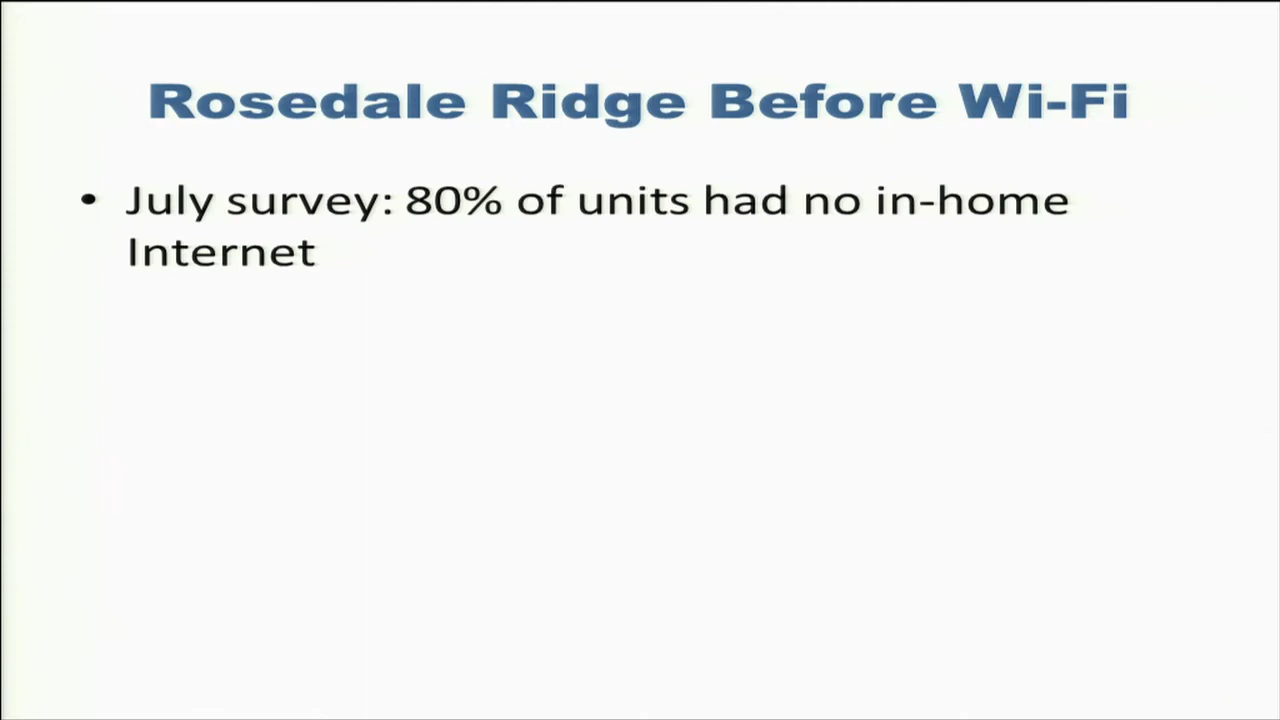 Rosedale Ridge Before Wi-Fi
• July survey: 80% of units had no in-home
Internet